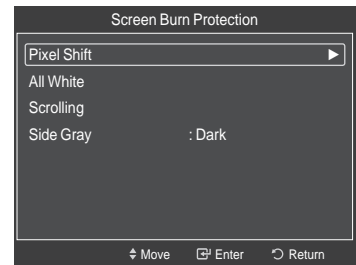 Screen Burn Protection
Pixel Shift
All White
Scrolling
Side Gray : Dark
Move Enter Return